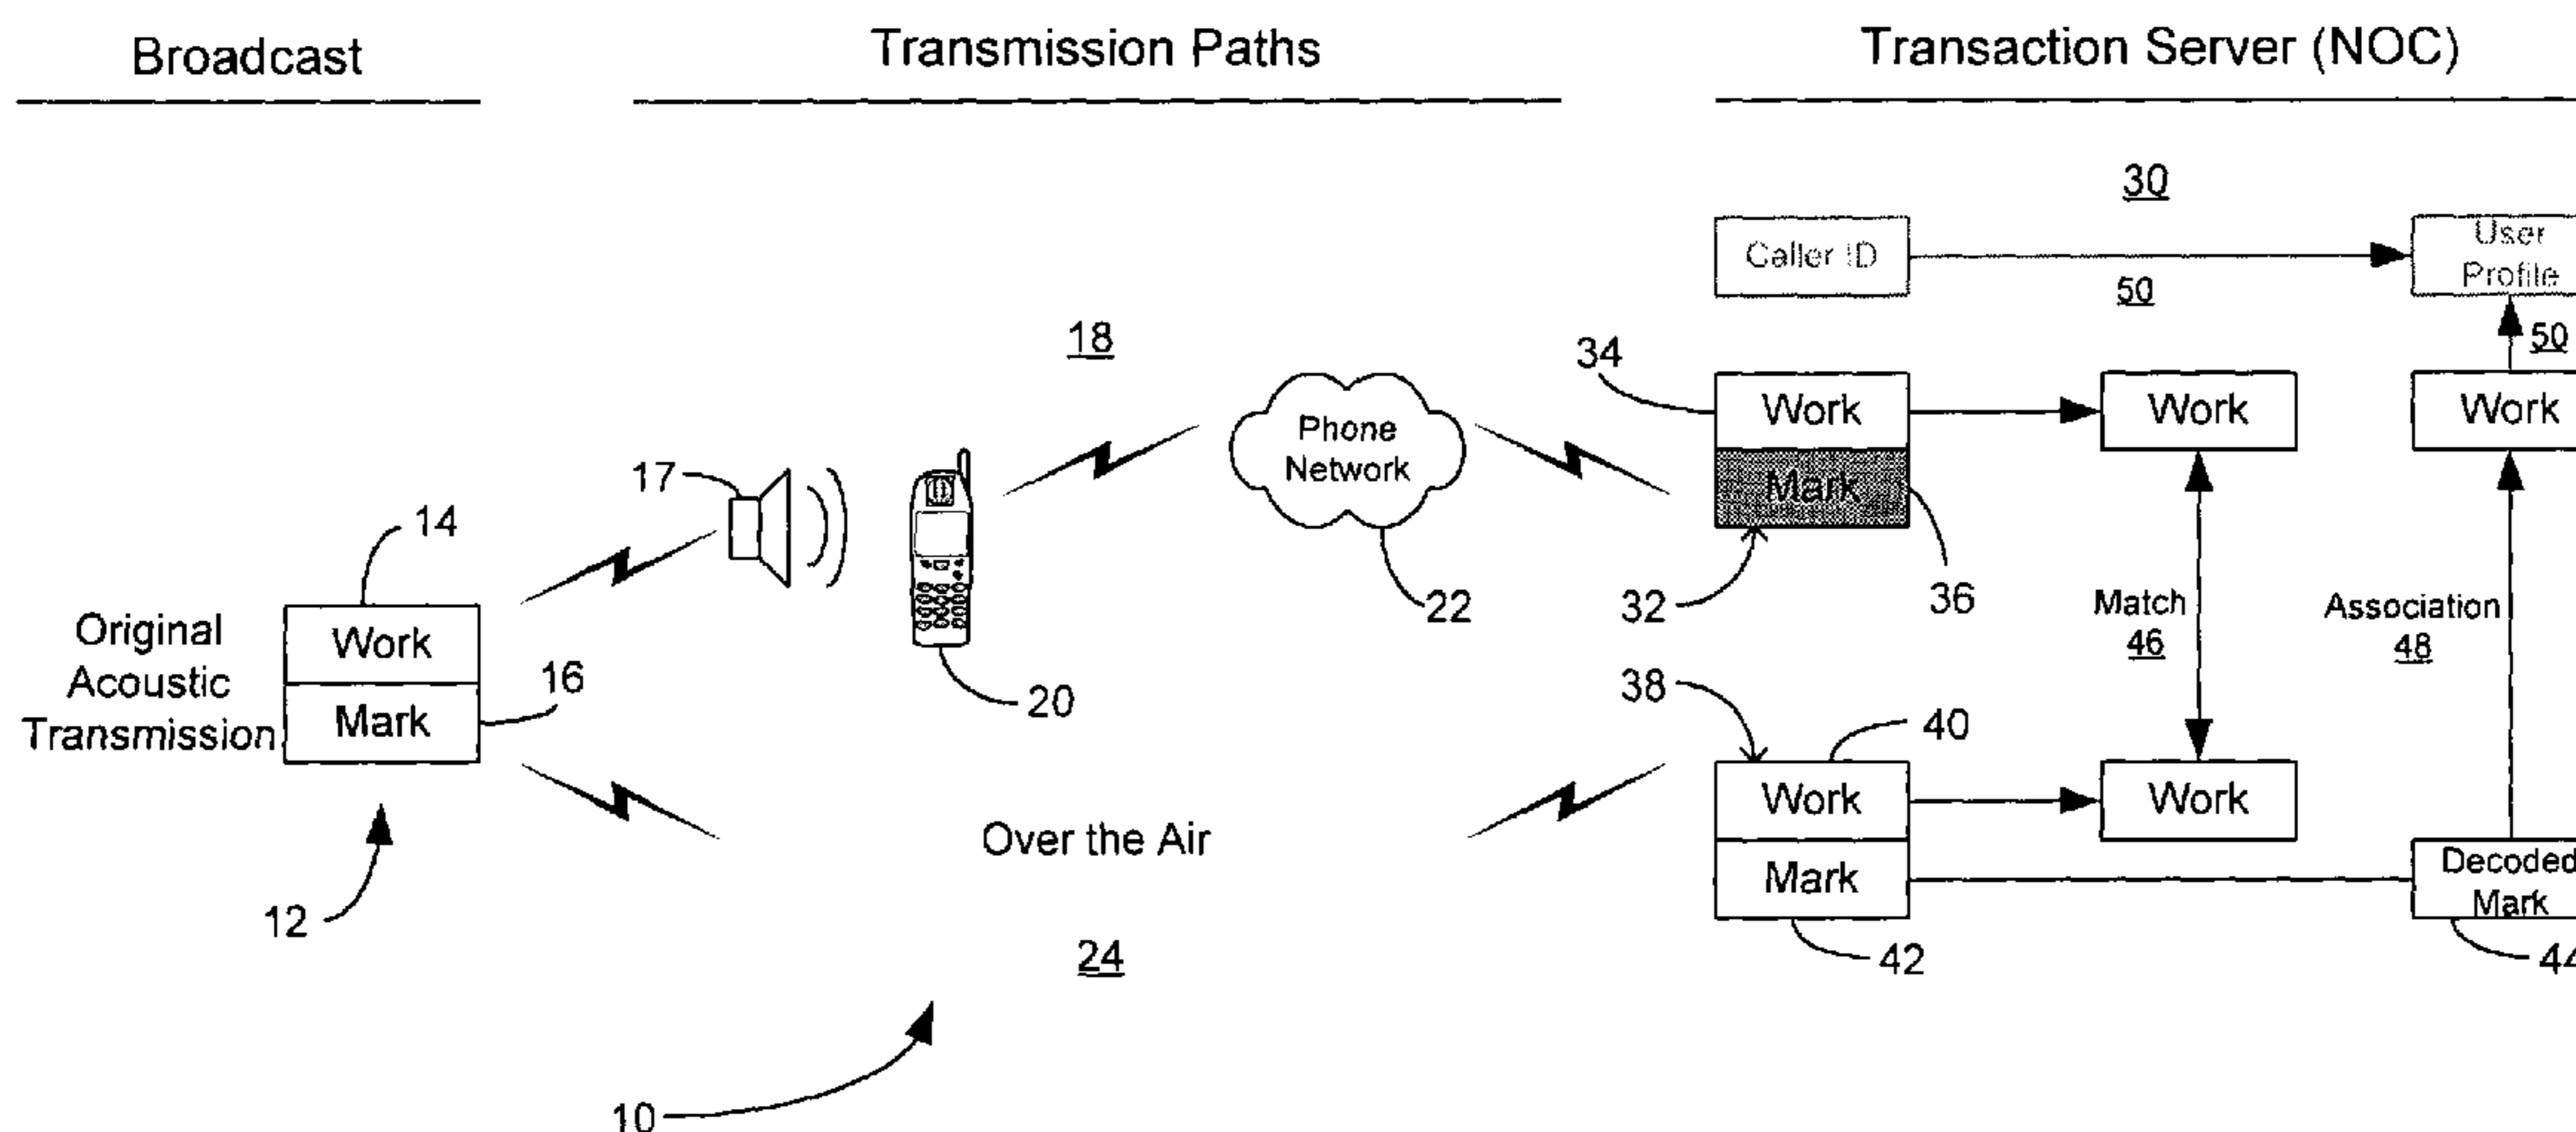 Broadcast
Transmission Paths
Transaction Server (NOC)
30
Caller ID
User
Profile
50
50
18
34
Work
Work
Work
Phone
Network
Mark
17
14
22
32
36
Match
46
Association
48
Original
Acoustic
Transmission
Work
Mark
16
20
38
40
Work
Work
Over the Air
Mark
Decoded
Mark
12
24
42
44
10